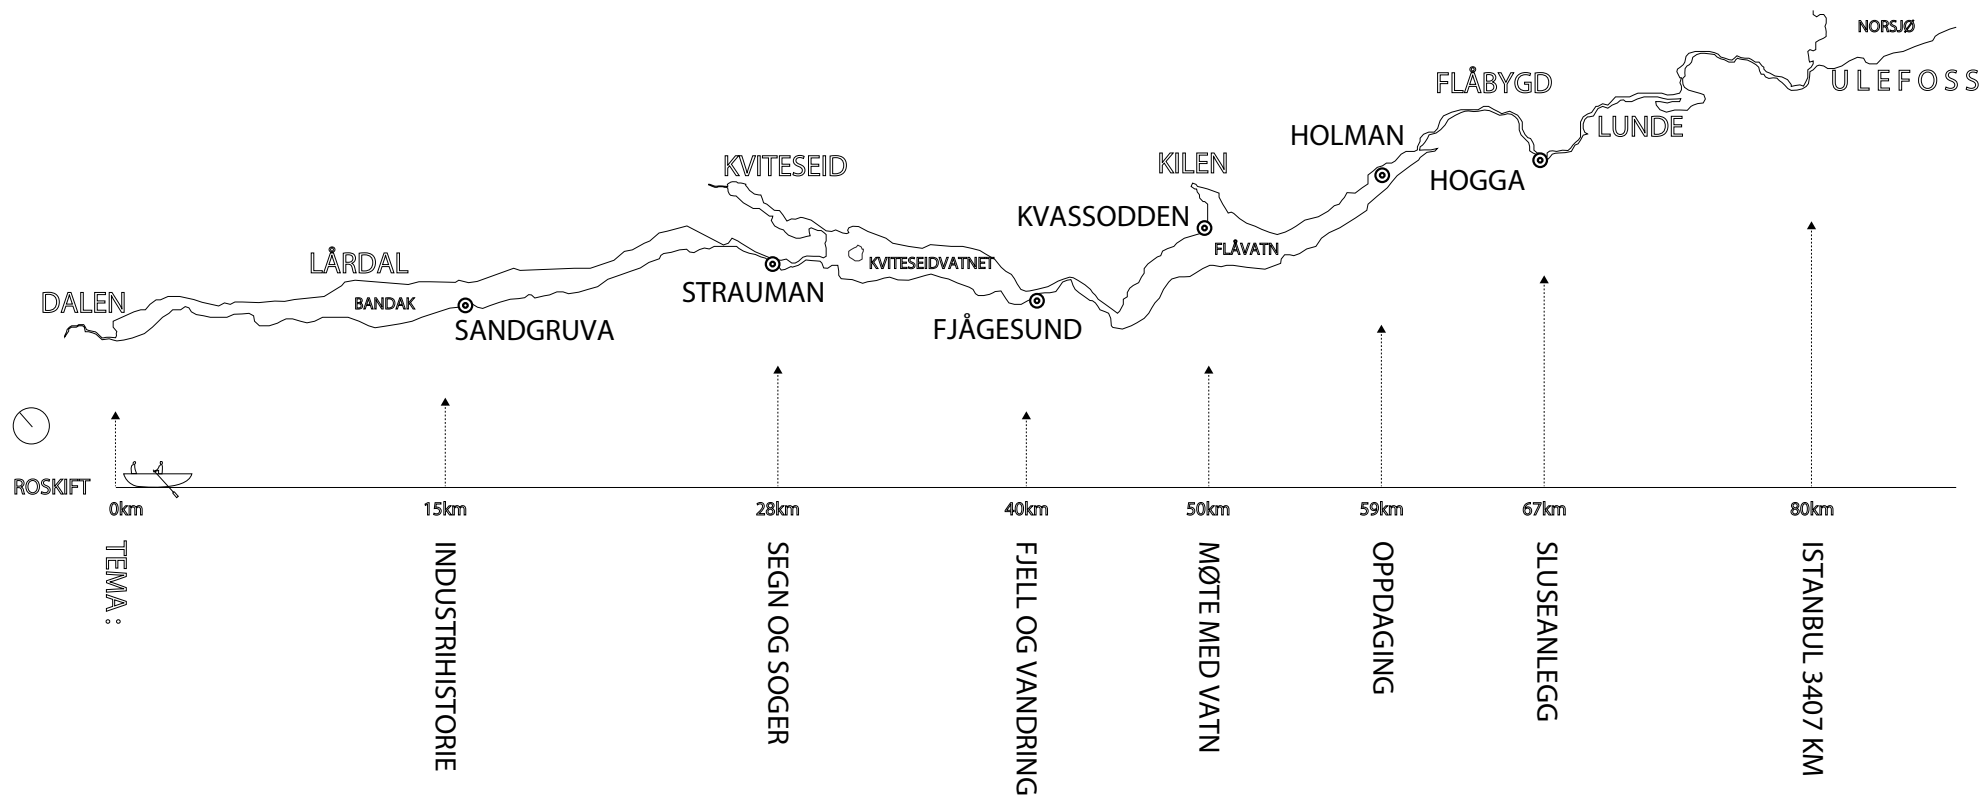 NORSJØ
ULEFOSS
FLÅBYGD
LUNDE
HOLMAN
HOGGA
KVITESEID
KILEN
KVASSODDEN
FLÅVATN
LÅRDAL
KVITESEIDVATNET
DALEN
BANDAK
STRAUMAN
SANDGRUVA
FJÅGESUND
ROSKIFT
0km
15km
28km
40km
50km
59km
67km
80km
TEMA :
INDUSTRIHISTORIE
SEGN OG SOGER
FJELL OG VANDRING
MØTE MED VATN
OPPDAGING
SLUSEANLEGG
ISTANBUL 3407 KM